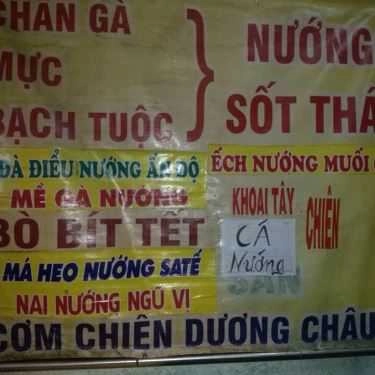 CHÂN GÀ
MỰC
BẠCH TUỘC
NƯỚNG
SỐT THÁ
ĐÀ ĐIỂU NƯỚNG ẤN ĐỘ
MỀ GÀ NƯỚNG
BÒ BÍT TẾT
MÁ HEO NƯỚNG SATẾ
NAI NƯỚNG NGŨ VỊ
ẾCH NƯỚNG MUỐI
KHOAI TÂY
CHIÊN
CÁ
Nướng
CƠM CHIÊN DƯƠNG CHÂU